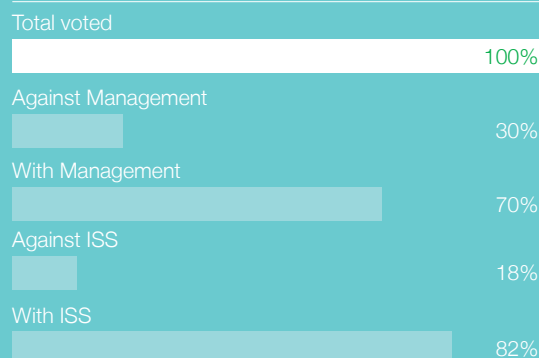 Total voted
100%
Against Management
30%
With Management
70%
Against ISS
18%
With ISS
82%